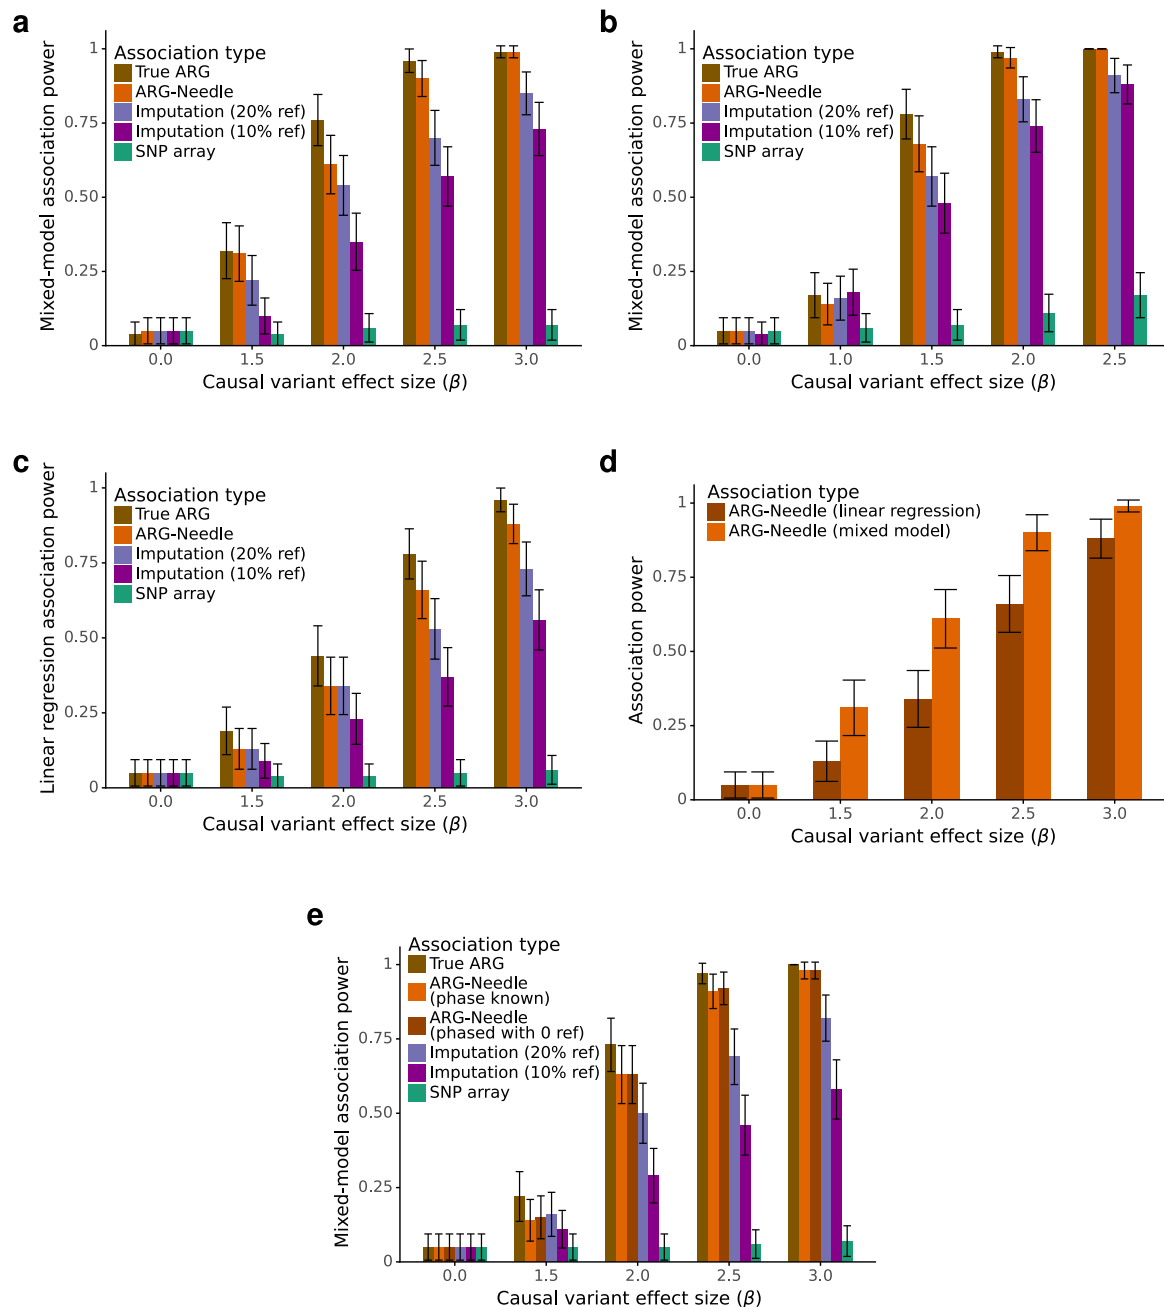 a
Mixed-model association power
Association type
True ARG
ARG-Needle
Imputation (20% ref)
Imputation (10% ref)
SNP array
1
0.75
0.50
0.25
0
0.0
1.5
2.0
2.5
3.0
Causal variant effect size (β)
b
Mixed-model association power
Association type
True ARG
ARG-Needle
Imputation (20% ref)
Imputation (10% ref)
SNP array
1
0.75
0.50
0.25
0
0.0
1.0
1.5
2.0
2.5
Causal variant effect size (β)
c
Linear regression association power
Association type
True ARG
ARG-Needle
Imputation (20% ref)
Imputation (10% ref)
SNP array
1
0.75
0.50
0.25
0
0.0
1.5
2.0
2.5
3.0
Causal variant effect size (β)
d
Association power
Association type
ARG-Needle (linear regression)
ARG-Needle (mixed model)
1
0.75
0.50
0.25
0
0.0
1.5
2.0
2.5
3.0
Causal variant effect size (β)
e
Mixed-model association power
Association type
True ARG
ARG-Needle
(phase known)
ARG-Needle
(phased with 0 ref)
Imputation (20% ref)
Imputation (10% ref)
SNP array
1
0.75
0.50
0.25
0
0.0
1.5
2.0
2.5
3.0
Causal variant effect size (β)